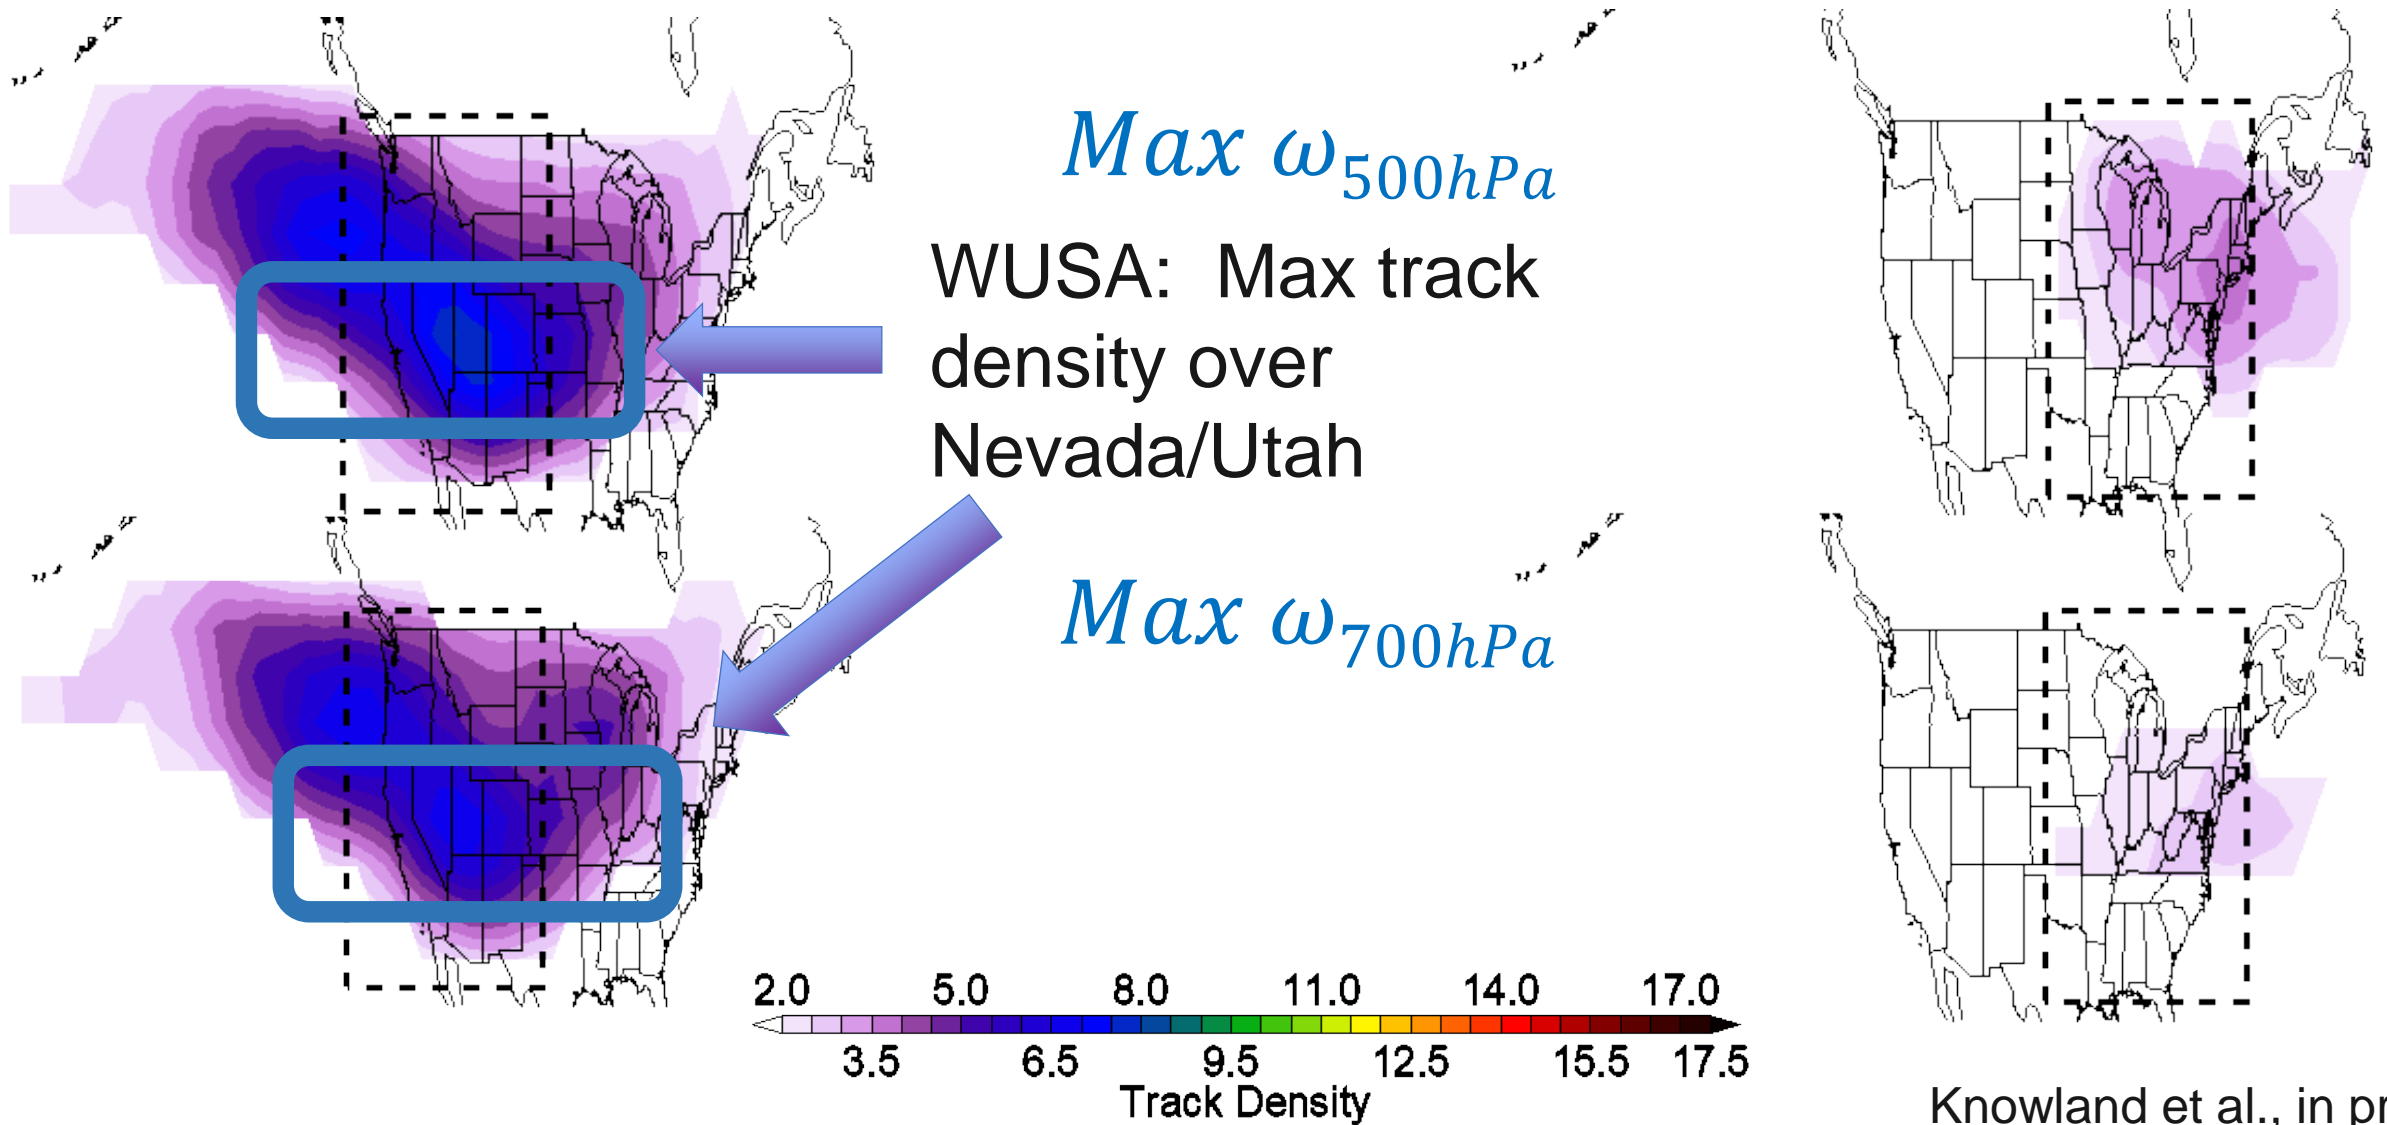 Max ω500hPa
WUSA: Max track
density over
Nevada/Utah
Max ω700hPa
2.0 5.0 8.0 11.0 14.0 17.0
3.5 6.5 9.5 12.5 15.5 17.5
Track Density
Knowland et al., in pr